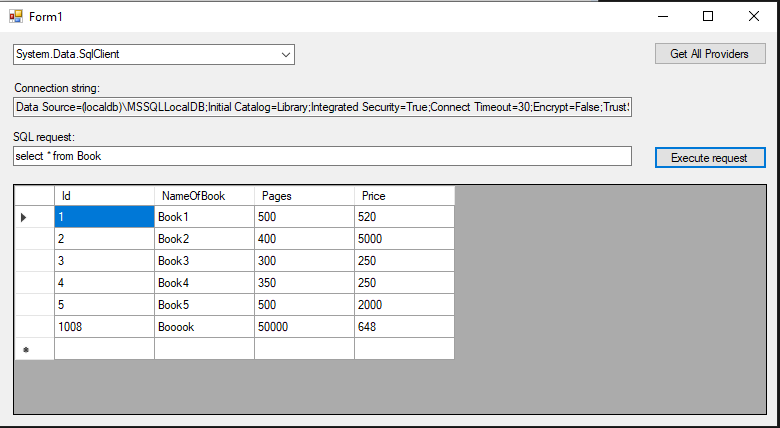 Form1
System.Data.SqlClient
Get All Providers
Connection string:
Data Source=(localdb)\MSSQLLocalDB;Initial Catalog=Library;Integrated Security=True;Connect Timeout=30;Encrypt=False;Trust
SQL request:
select * from Book
Execute request
Id NameOfBook Pages Price
1 Book1 500 520
2 Book2 400 5000
3 Book3 300 250
4 Book4 350 250
5 Book5 500 2000
1008 Booook 50000 648